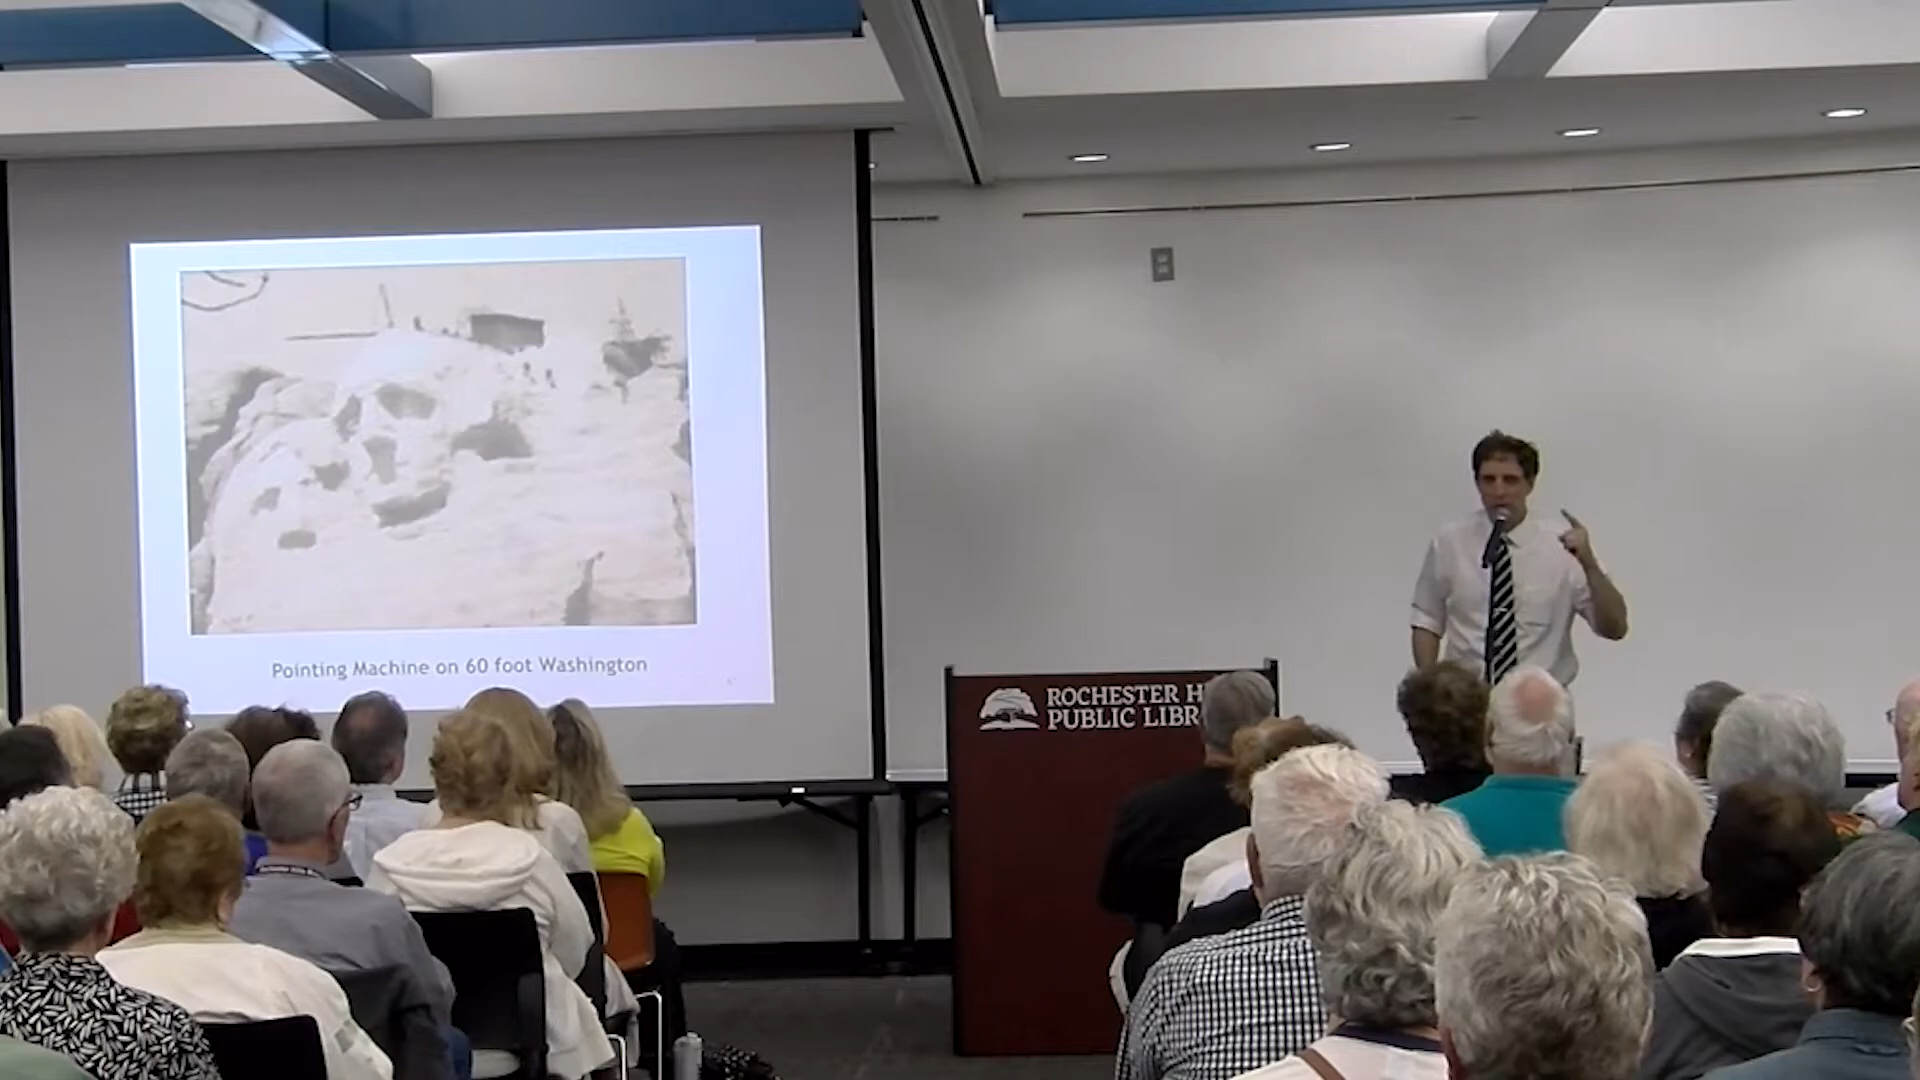 Pointing Machine on 60 foot Washington
ROCHESTER H
PUBLIC LIBR